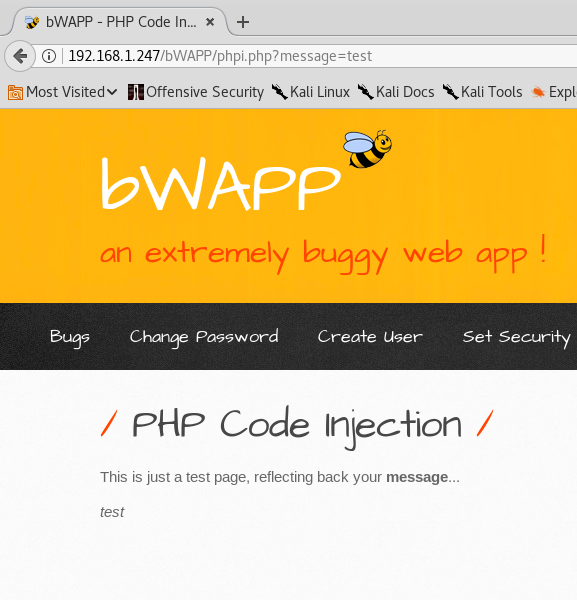 bWAPP - PHP Code In...
192.168.1.247/bWAPP/phpi.php?message=test
Most Visited Offensive Security Kali Linux Kali Docs Kali Tools Expl
bWAPP
an extremely buggy web app !
Bugs Change Password Create User Set Security
/ PHP Code Injection /
This is just a test page, reflecting back your message...
test